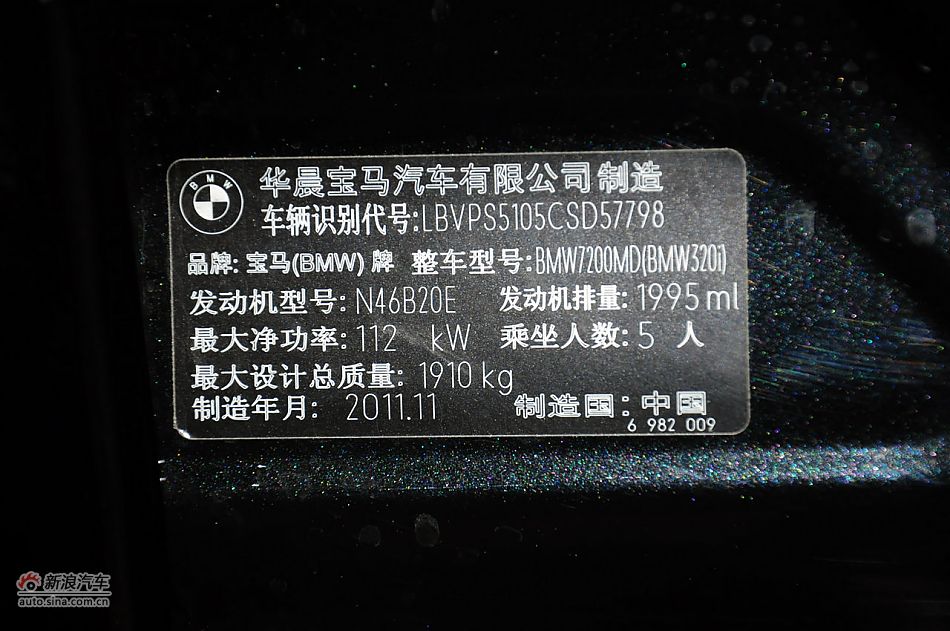 BMW
华晨宝马汽车有限公司 制造
车辆识别代号:LBVPS5105CSD57798
品牌: 宝马(BMW) 牌 整车型号:BMW7200MD(BMW320i)
发动机型号: N46B20E 发动机排量: 1995 ml
最大净功率: 112 kW 乘坐人数: 5 人
最大设计总质量: 1910 kg
制造年月: 2011.11 制造国: 中国
6 982 009
新浪汽车
auto.sina.com.cn